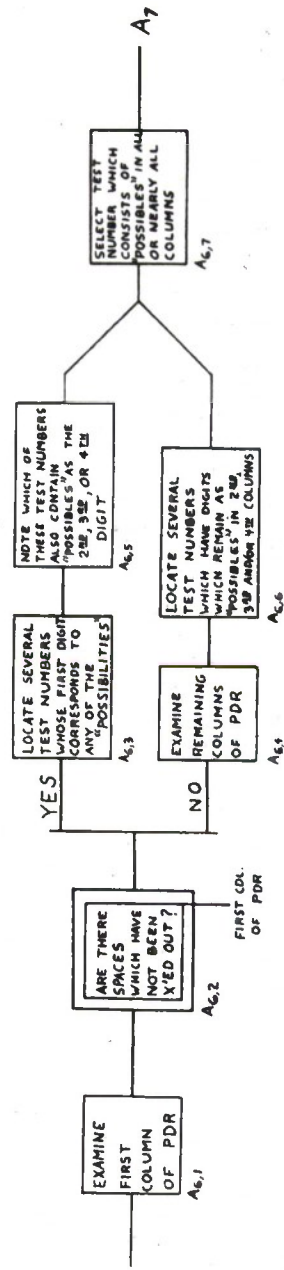 EXAMINE
FIRST
COLUMN
OF PDR
A6,1
ARE THERE
SPACES
WHICH HAVE
NOT BEEN
X'ED OUT?
A6,2
FIRST COL.
OF PDR
YES
LOCATE SEVERAL
TEST NUMBERS
WHOSE FIRST DIGIT
CORRESPONDS TO
ANY OF THE
"POSSIBILITIES"
A6,3
NOTE WHICH OF
THESE TEST NUMBERS
ALSO CONTAIN
"POSSIBLES" AS THE
2ND, 3RD, OR 4TH
DIGIT
A6,5
NO
EXAMINE
REMAINING
COLUMNS
OF PDR
A6,4
LOCATE SEVERAL
TEST NUMBERS
WHICH HAVE DIGITS
WHICH REMAIN AS
"POSSIBLES" IN 2ND,
3RD AND/OR 4TH COLUMNS
A6,6
SELECT TEST
NUMBER WHICH
CONSISTS OF
"POSSIBLES" IN ALL
OR NEARLY ALL
COLUMNS
A6,7
A7